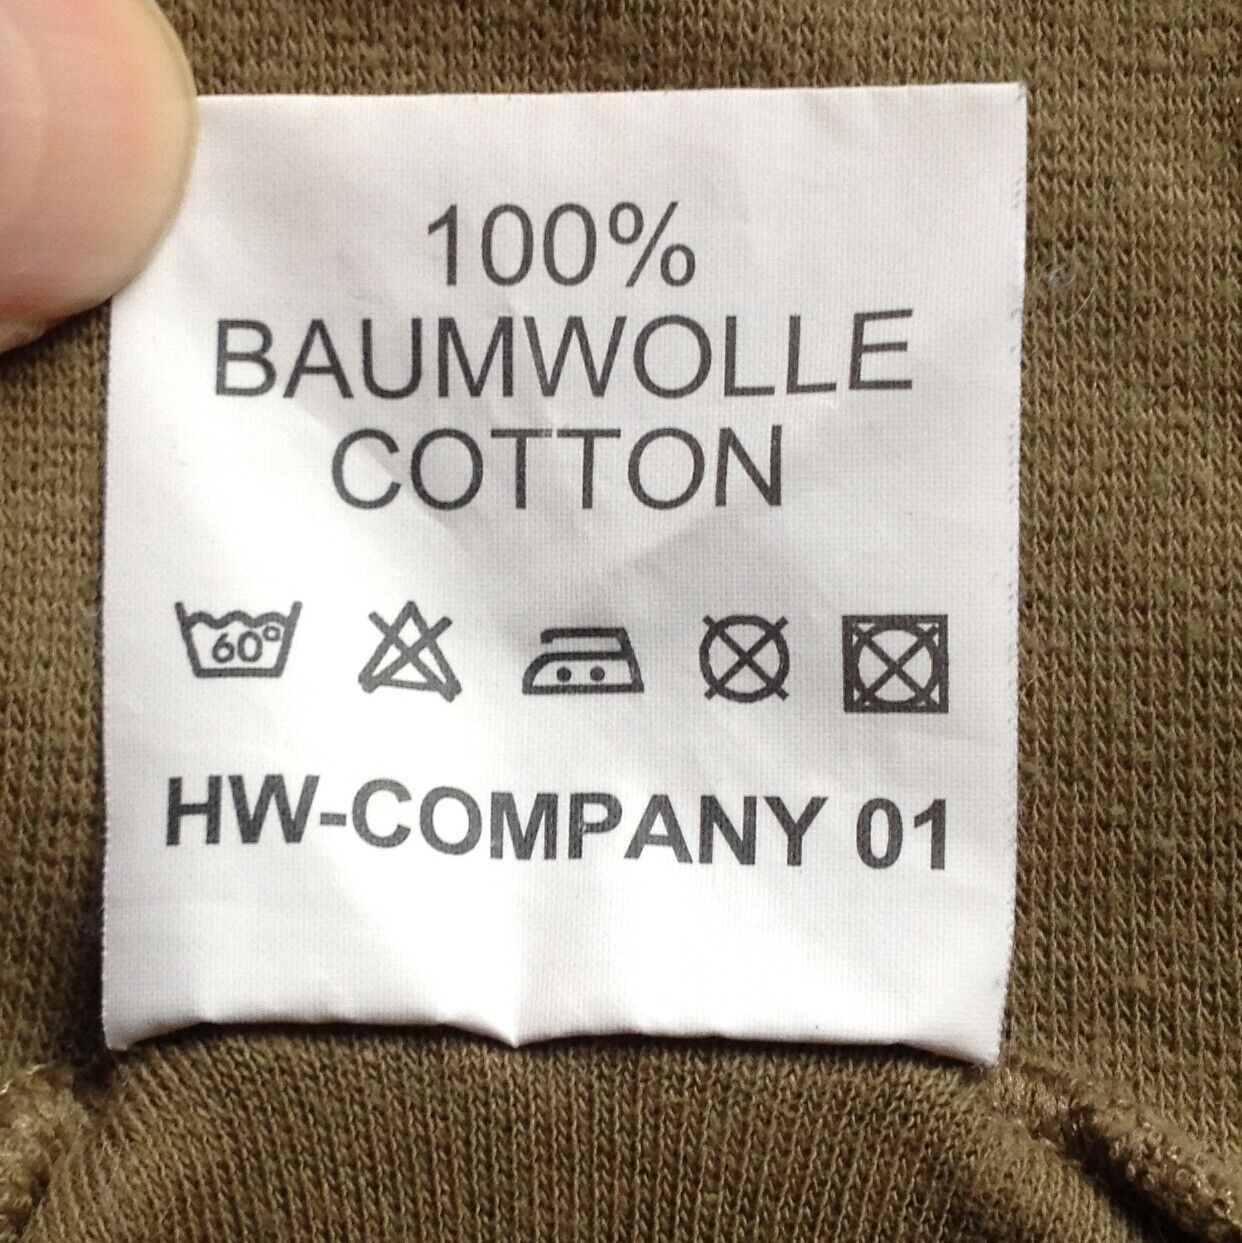 100%
BAUMWOLLE
COTTON
60°
HW-COMPANY 01